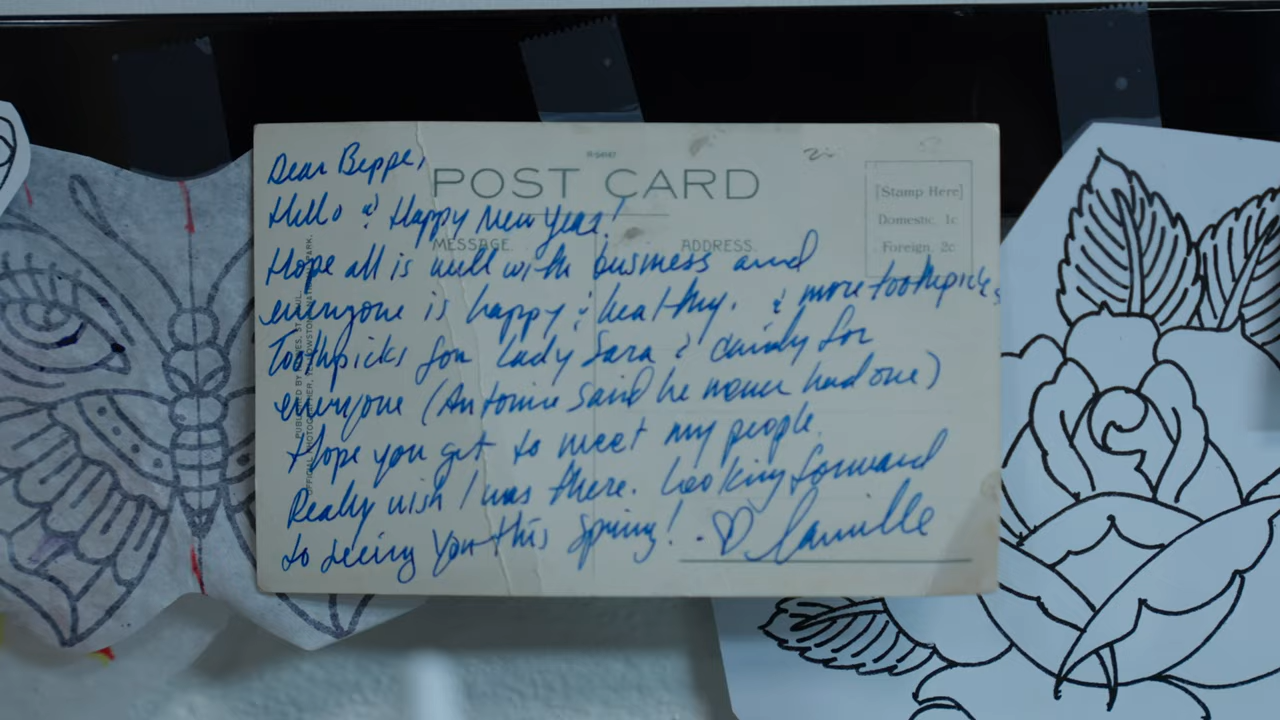 Dear Beppe,
POST CARD
Hello & Happy New Year!
MESSAGE.
ADDRESS.
[Stamp Here]
Domestic. 1c
Foreign. 2c
Hope all is well with business and
everyone is happy & healthy. & more toothpicks
Toothpicks for Lady Sara & candy for
everyone (Antonie said he never had one)
Hope you get to meet my people.
Really wish I was there. Looking forward
to seeing you this Spring! ♡ Camille